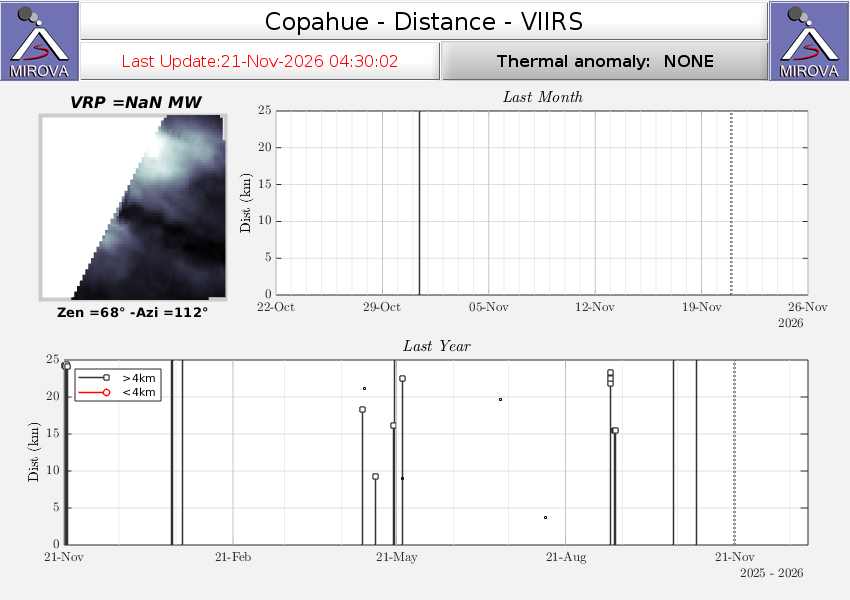 Copahue - Distance - VIIRS
MIROVA
Last Update:21-Nov-2026 04:30:02
Thermal anomaly: NONE
MIROVA
VRP =NaN MW
Zen =68° -Azi =112°
Last Month
25
20
15
10
5
0
Dist (km)
22-Oct 29-Oct 05-Nov 12-Nov 19-Nov 26-Nov
2026
Last Year
25
20
15
10
5
0
Dist (km)
>4km
<4km
21-Nov 21-Feb 21-May 21-Aug 21-Nov
2025 - 2026